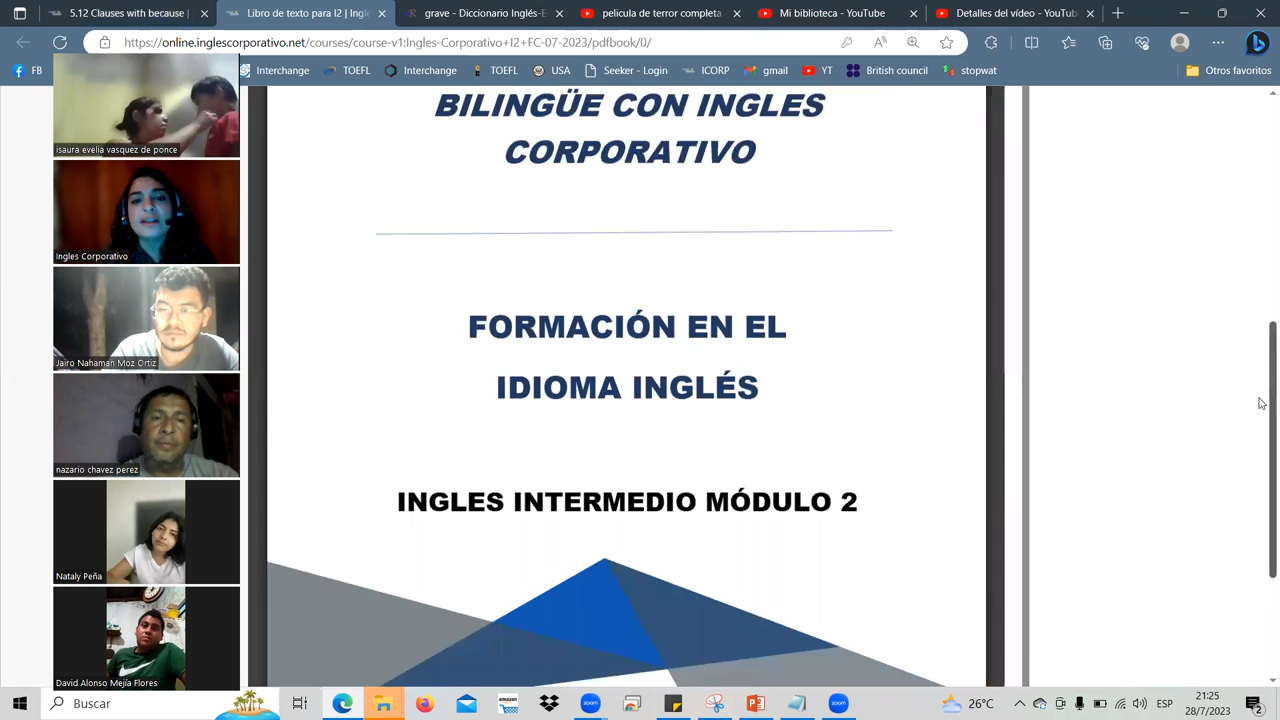 5.12 Clauses with because
Libro de texto para I2 | Ingl
grave - Diccionario Inglés-E
pelicula de terror completa
Mi biblioteca - YouTube
Detalles del vídeo - YouTub
https://online.inglescorporativo.net/courses/course-v1:Ingles-Corporativo+I2+FC-07-2023/pdfbook/0/
FB
Interchange
TOEFL
Interchange
TOEFL
USA
Seeker - Login
ICORP
gmail
YT
British council
stopwat
Otros favoritos
isaura evelia vasquez de ponce
Ingles Corporativo
Jairo Nahaman Moz Ortiz
nazario chavez perez
Nataly Peña
David Alonso Mejía Flores
BILINGÜE CON INGLES
CORPORATIVO
FORMACIÓN EN EL
IDIOMA INGLÉS
INGLES INTERMEDIO MÓDULO 2
Buscar
amazon
zoom
zoom
26°C
ESP
28/7/2023
2